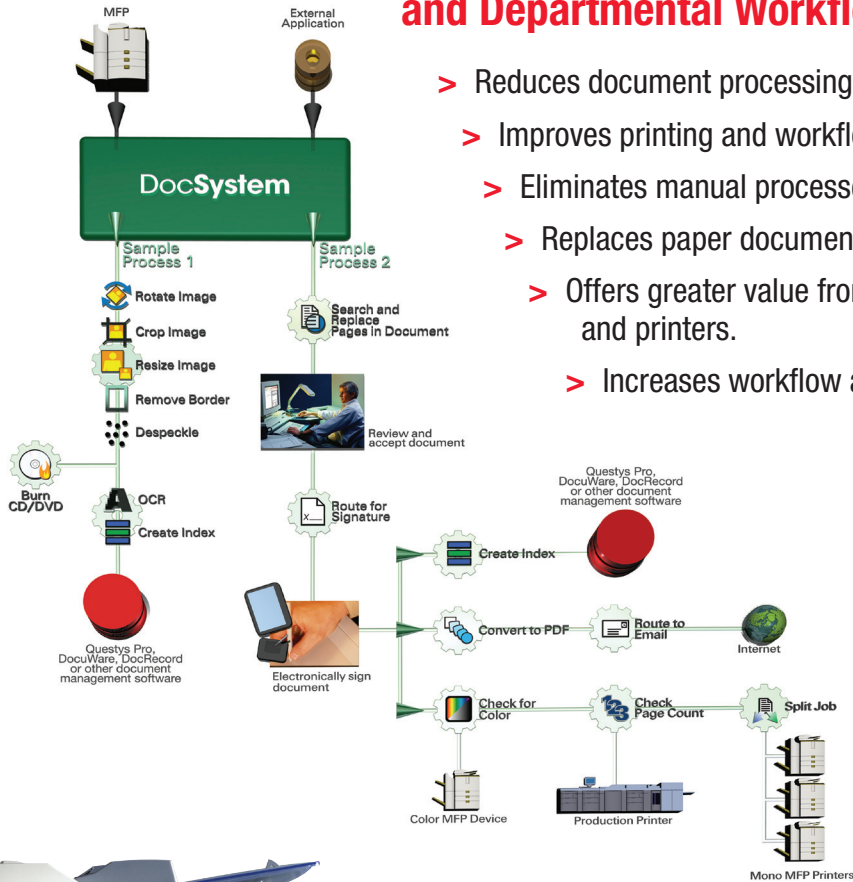 and Departmental Workfl
MFP
External
Application
> Reduces document processing
> Improves printing and workflo
> Eliminates manual processe
> Replaces paper documen
> Offers greater value from
and printers.
> Increases workflow a
DocSystem
Sample
Process 1
Rotate Image
Crop Image
Resize Image
Remove Border
Despeckle
Burn
CD/DVD
OCR
Create Index
Questys Pro,
DocuWare, DocRecord
or other document
management software
Sample
Process 2
Search and
Replace
Pages in Document
Review and
accept document
Route for
Signature
x
Electronically sign
document
Create Index
Questys Pro,
DocuWare, DocRecord
or other document
management software
Convert to PDF
Route to
Email
Internet
Check for
Color
123
Check
Page Count
Split Job
Color MFP Device
Production Printer
Mono MFP Printers